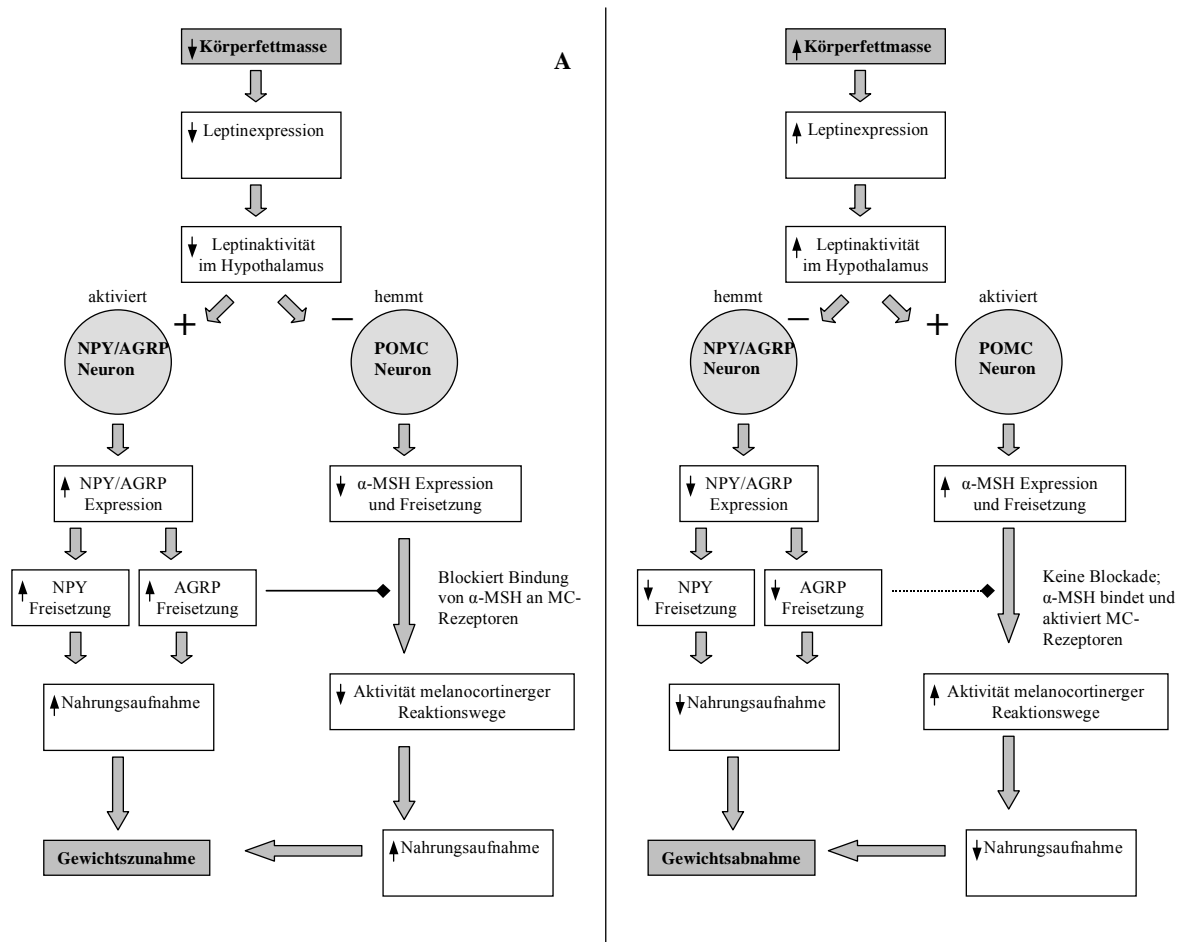 Körperfettmasse
A
Leptinexpression
Leptinaktivität
im Hypothalamus
aktiviert
hemmt
+
−
NPY/AGRP
Neuron
POMC
Neuron
NPY/AGRP
Expression
α-MSH Expression
und Freisetzung
NPY
Freisetzung
AGRP
Freisetzung
Blockiert Bindung
von α-MSH an MC-
Rezeptoren
Nahrungsaufnahme
Aktivität melanocortinerger
Reaktionswege
Gewichtszunahme
Nahrungsaufnahme
Körperfettmasse
Leptinexpression
Leptinaktivität
im Hypothalamus
hemmt
aktiviert
−
+
NPY/AGRP
Neuron
POMC
Neuron
NPY/AGRP
Expression
α-MSH Expression
und Freisetzung
NPY
Freisetzung
AGRP
Freisetzung
Keine Blockade;
α-MSH bindet und
aktiviert MC-
Rezeptoren
Nahrungsaufnahme
Aktivität melanocortinerger
Reaktionswege
Gewichtsabnahme
Nahrungsaufnahme